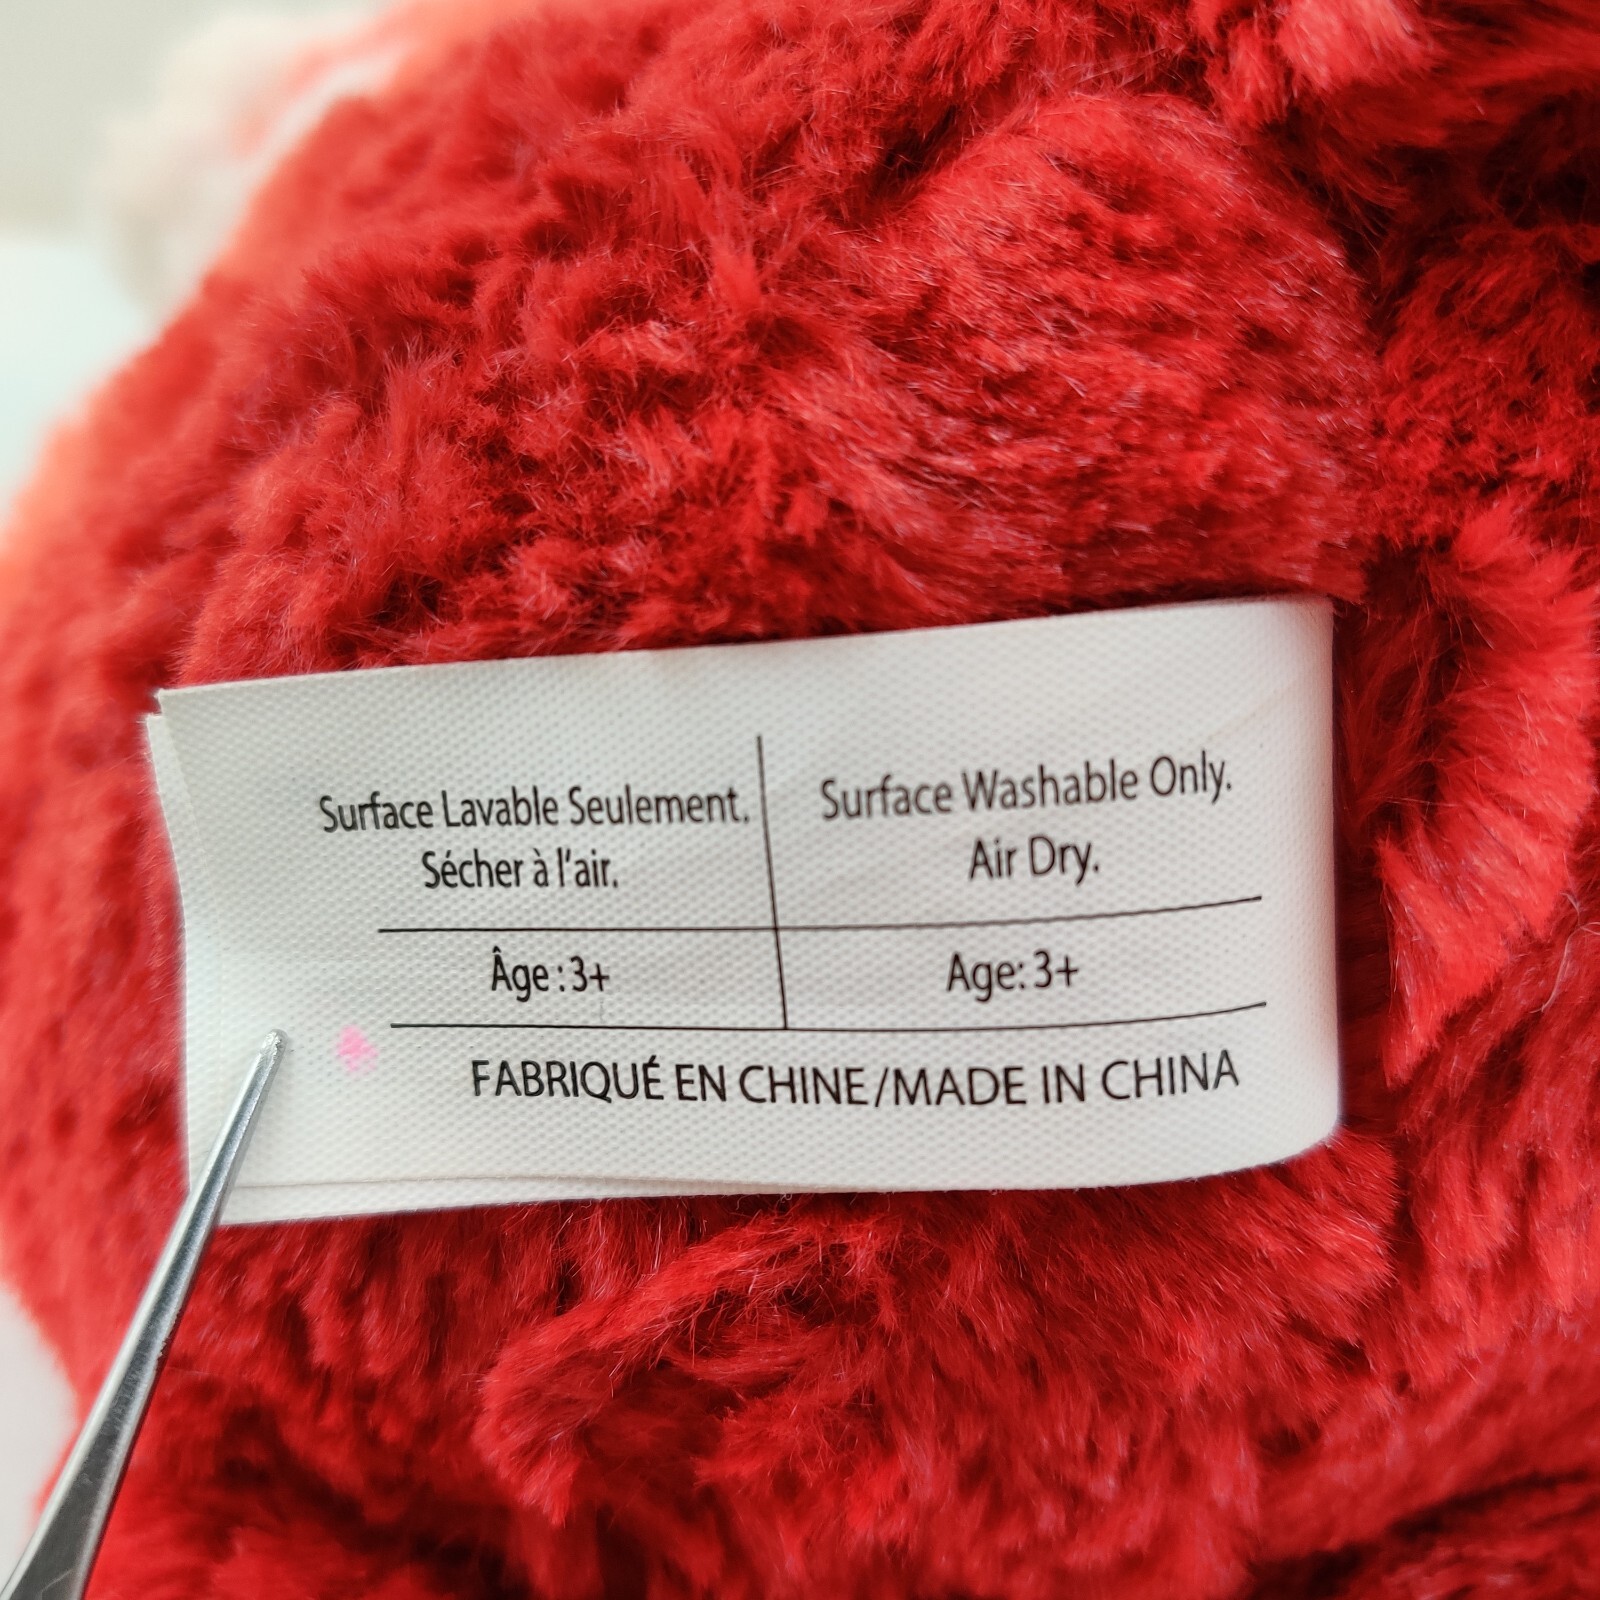 Surface Lavable Seulement.
Sécher à l'air.
Surface Washable Only.
Air Dry.
Âge : 3+
Age: 3+
FABRIQUÉ EN CHINE/MADE IN CHINA